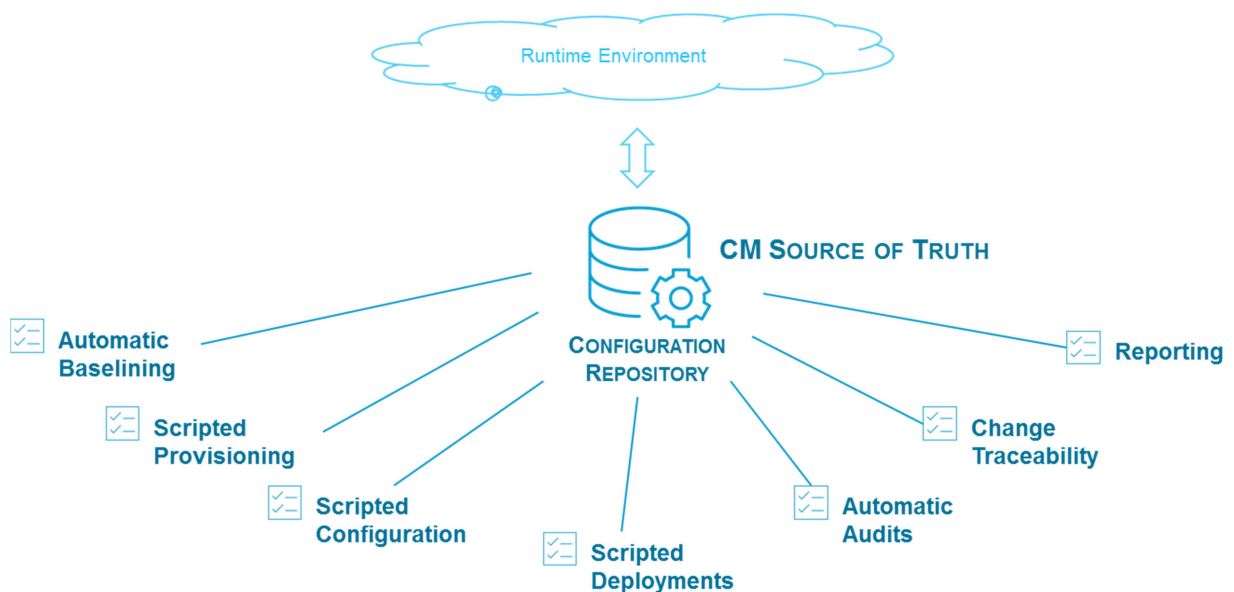 Runtime Environment
CM SOURCE OF TRUTH
CONFIGURATION
REPOSITORY
Automatic
Baselining
Scripted
Provisioning
Scripted
Configuration
Scripted
Deployments
Automatic
Audits
Change
Traceability
Reporting